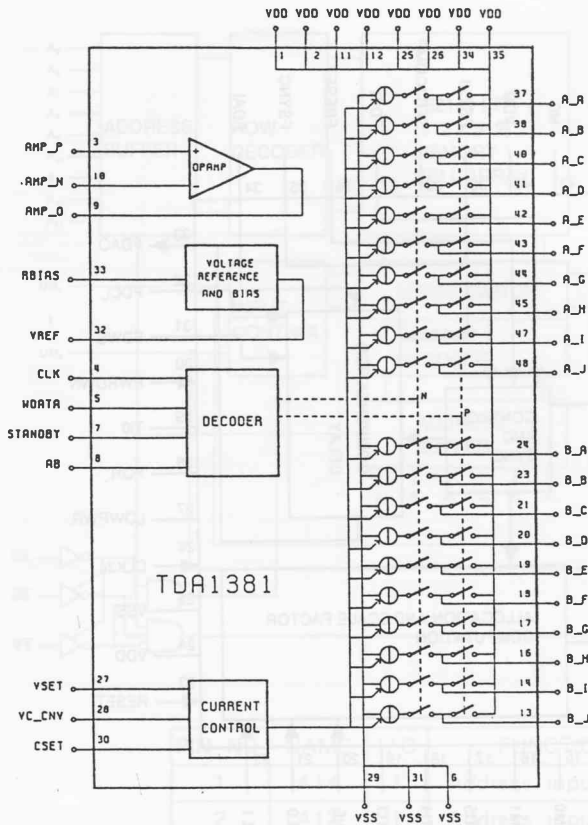 VDD VDD VDD VDD VDD VDD VDD VDD
1 2 11 12 25 26 34 35
AMP_P 3
AMP_N 10
AMP_O 9
+
OPAMP
-
RBIAS 33
VOLTAGE
REFERENCE
AND BIAS
VREF 32
CLK 4
WDATA 5
STANDBY 7
AB 8
DECODER
N
P
TDA1381
VSET 27
VC_CNV 28
CSET 30
CURRENT
CONTROL
37 A_A
38 A_B
40 A_C
41 A_D
42 A_E
43 A_F
44 A_G
45 A_H
47 A_I
48 A_J
24 B_A
23 B_B
21 B_C
20 B_D
19 B_E
18 B_F
17 B_G
16 B_H
14 B_I
13 B_J
29 31 6
VSS VSS VSS